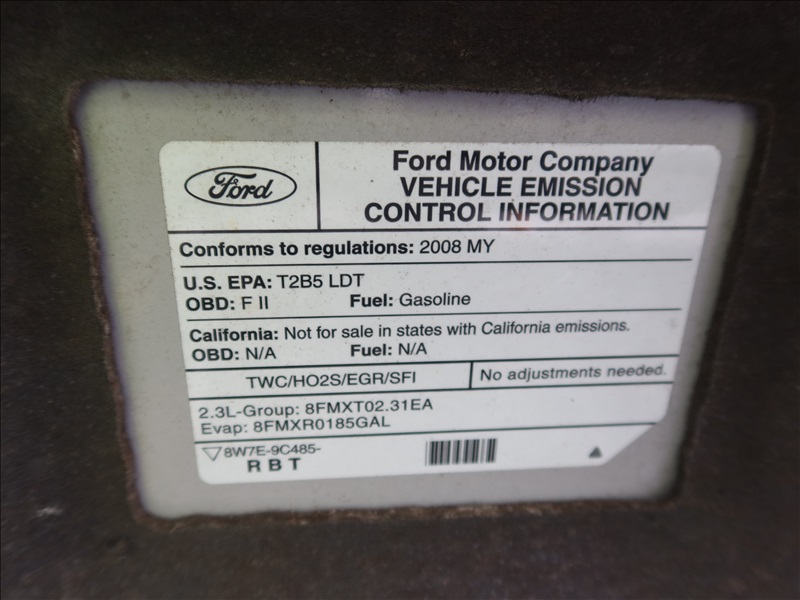 Ford
Ford Motor Company
VEHICLE EMISSION
CONTROL INFORMATION
Conforms to regulations: 2008 MY
U.S. EPA: T2B5 LDT
OBD: F II Fuel: Gasoline
California: Not for sale in states with California emissions.
OBD: N/A Fuel: N/A
TWC/HO2S/EGR/SFI No adjustments needed.
2.3L-Group: 8FMXT02.31EA
Evap: 8FMXR0185GAL
8W7E-9C485-
R B T